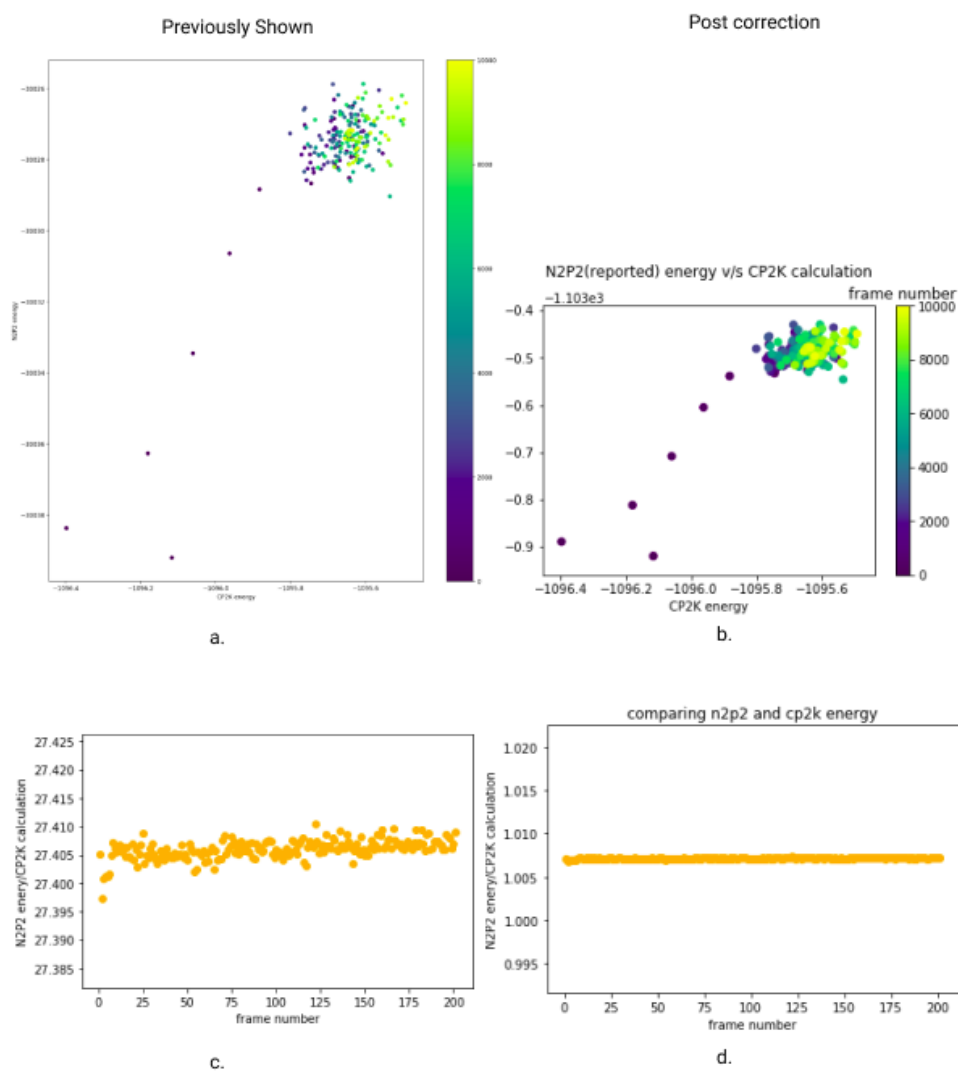 Previously Shown
Post correction
10000
8000
6000
4000
2000
0
−30028
−30030
−30032
−30036
−30038
N2P2 energy
−1096.4
−1096.2
−1096.0
−1095.8
−1095.6
CP2K energy
a.
N2P2(reported) energy v/s CP2K calculation
−1.103e3
frame number
−0.4
−0.5
−0.6
−0.7
−0.8
−0.9
10000
8000
6000
4000
2000
0
−1096.4
−1096.2
−1096.0
−1095.8
−1095.6
CP2K energy
b.
27.425
27.420
27.415
27.410
27.405
27.400
27.395
27.390
27.385
N2P2 enery/CP2K calculation
0 25 50 75 100 125 150 175 200
frame number
c.
comparing n2p2 and cp2k energy
1.020
1.015
1.010
1.005
1.000
0.995
N2P2 enery/CP2K calculation
0 25 50 75 100 125 150 175 200
frame number
d.